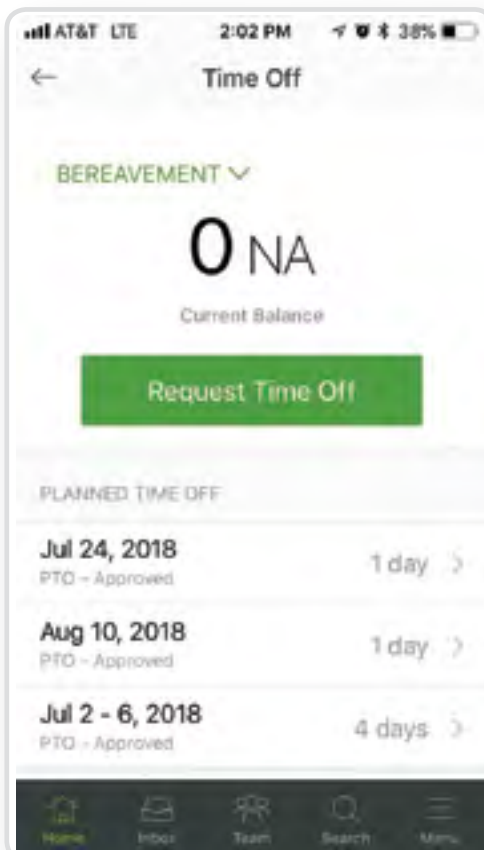 AT&T LTE 2:02 PM 38%
Time Off
BEREAVEMENT
0 NA
Current Balance
Request Time Off
PLANNED TIME OFF
Jul 24, 2018 1 day
PTO - Approved
Aug 10, 2018 1 day
PTO - Approved
Jul 2 - 6, 2018 4 days
PTO - Approved
Home Inbox Team Search Menu